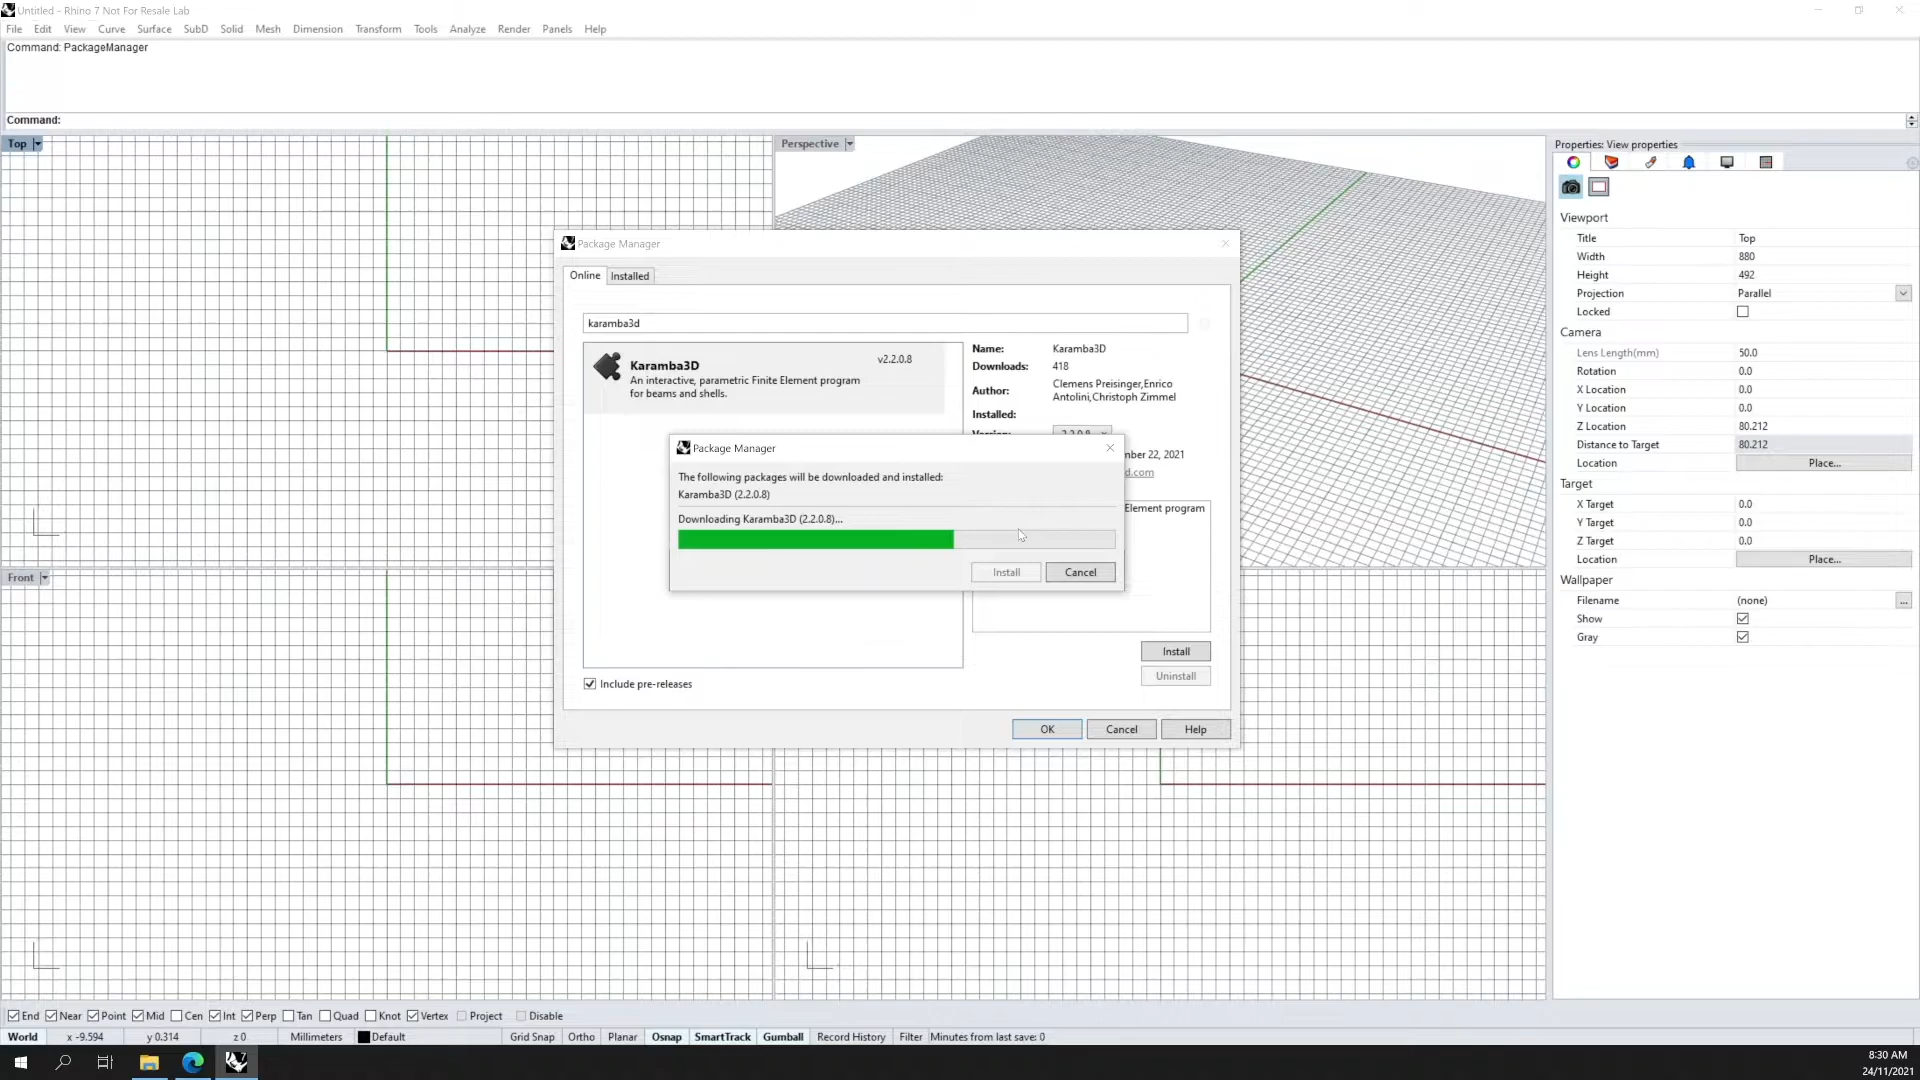 Untitled - Rhino 7 Not For Resale Lab
File Edit View Curve Surface SubD Solid Mesh Dimension Transform Tools Analyze Render Panels Help
Command: PackageManager
Command:
Top
Perspective
Front
Package Manager
Online Installed
karamba3d
Karamba3D v2.2.0.8
An interactive, parametric Finite Element program
for beams and shells.
Name: Karamba3D
Downloads: 418
Author: Clemens Preisinger,Enrico
Antolini,Christoph Zimmel
Installed:
Version: 2.2.0.8
mber 22, 2021
d.com
Element program
Package Manager
The following packages will be downloaded and installed:
Karamba3D (2.2.0.8)
Downloading Karamba3D (2.2.0.8)...
Install Cancel
Install
Uninstall
Include pre-releases
OK Cancel Help
Properties: View properties
Viewport
Title Top
Width 880
Height 492
Projection Parallel
Locked
Camera
Lens Length(mm) 50.0
Rotation 0.0
X Location 0.0
Y Location 0.0
Z Location 80.212
Distance to Target 80.212
Location Place...
Target
X Target 0.0
Y Target 0.0
Z Target 0.0
Location Place...
Wallpaper
Filename (none) ...
Show
Gray
End Near Point Mid Cen Int Perp Tan Quad Knot Vertex Project Disable
World x -9.594 y 0.314 z 0 Millimeters Default Grid Snap Ortho Planar Osnap SmartTrack Gumball Record History Filter Minutes from last save: 0
8:30 AM
24/11/2021